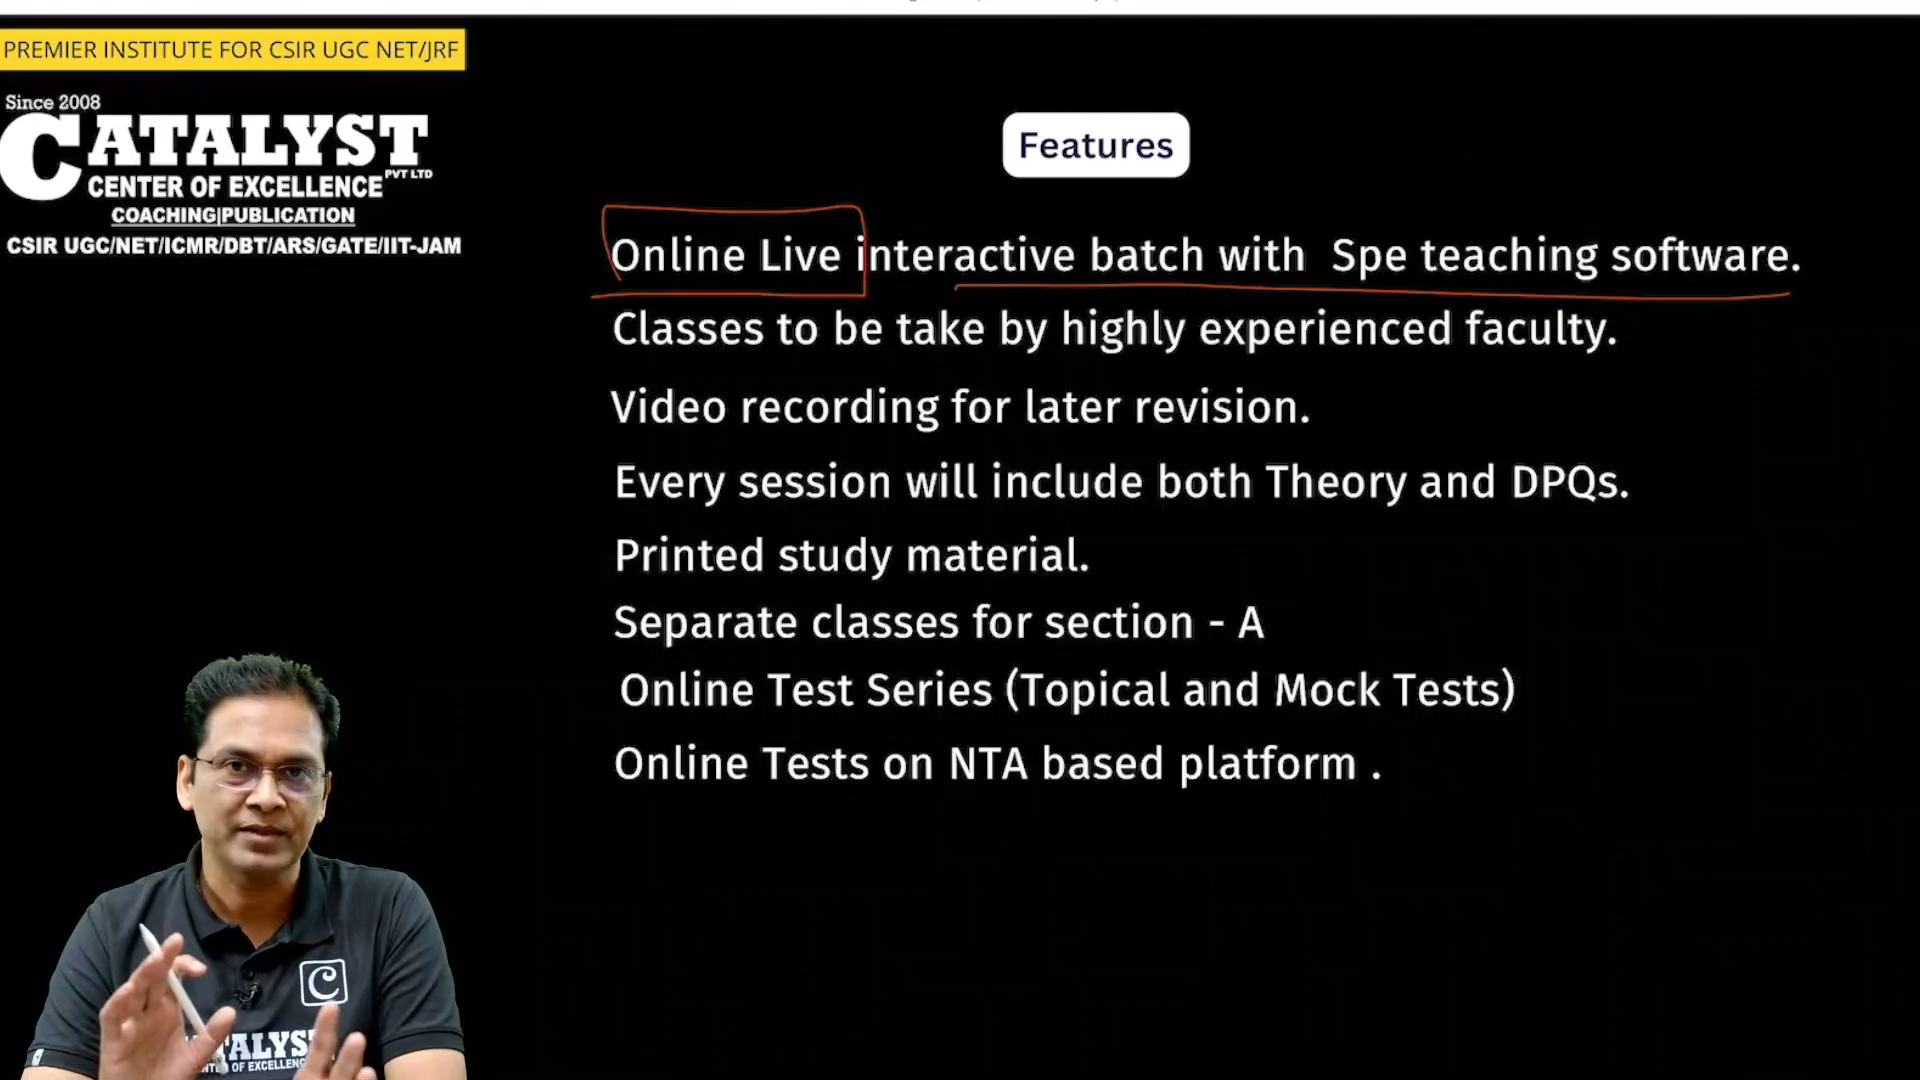 PREMIER INSTITUTE FOR CSIR UGC NET/JRF
Since 2008
CATALYST
PVT LTD
CENTER OF EXCELLENCE
COACHING|PUBLICATION
CSIR UGC/NET/ICMR/DBT/ARS/GATE/IIT-JAM
Features
Online Live interactive batch with Spe teaching software.
Classes to be take by highly experienced faculty.
Video recording for later revision.
Every session will include both Theory and DPQs.
Printed study material.
Separate classes for section - A
Online Test Series (Topical and Mock Tests)
Online Tests on NTA based platform .
C